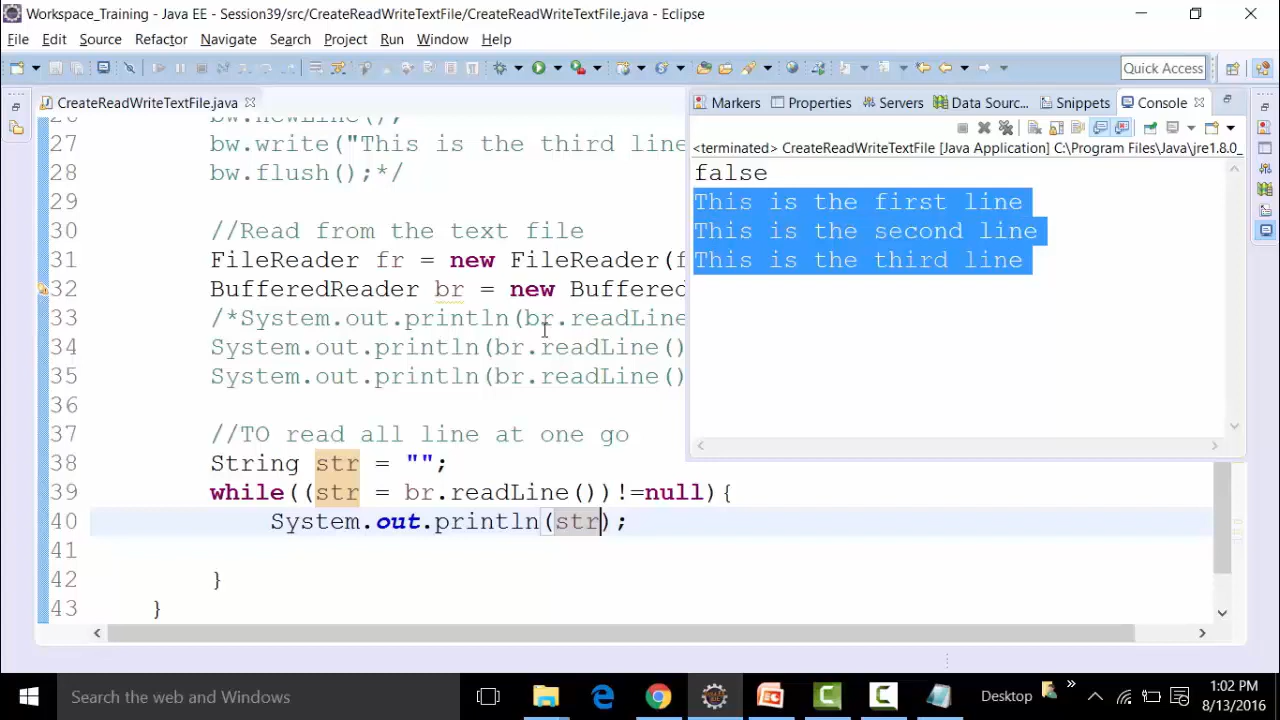 Workspace_Training - Java EE - Session39/src/CreateReadWriteTextFile/CreateReadWriteTextFile.java - Eclipse
File Edit Source Refactor Navigate Search Project Run Window Help
Quick Access
CreateReadWriteTextFile.java
Markers Properties Servers Data Sourc... Snippets Console
<terminated> CreateReadWriteTextFile [Java Application] C:\Program Files\Java\jre1.8.0_
false
This is the first line
This is the second line
This is the third line
26 bw.newLine();
27 bw.write("This is the third line
28 bw.flush();*/
29
30 //Read from the text file
31 FileReader fr = new FileReader(f
32 BufferedReader br = new Buffered
33 /*System.out.println(br.readLine
34 System.out.println(br.readLine()
35 System.out.println(br.readLine()
36
37 //TO read all line at one go
38 String str = "";
39 while((str = br.readLine())!=null){
40 System.out.println(str);
41
42 }
43 }
Search the web and Windows
Desktop
1:02 PM
8/13/2016